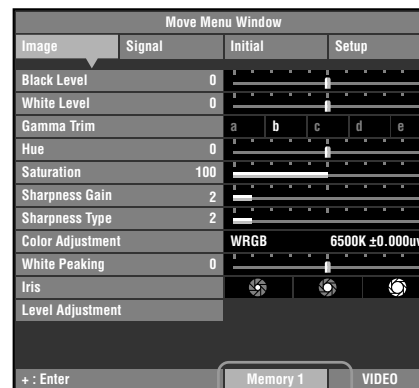 Move Menu Window
Image Signal Initial Setup
Black Level 0
White Level 0
Gamma Trim a b c d e
Hue 0
Saturation 100
Sharpness Gain 2
Sharpness Type 2
Color Adjustment WRGB 6500K ±0.000uv
White Peaking 0
Iris
Level Adjustment
+ : Enter Memory 1 VIDEO